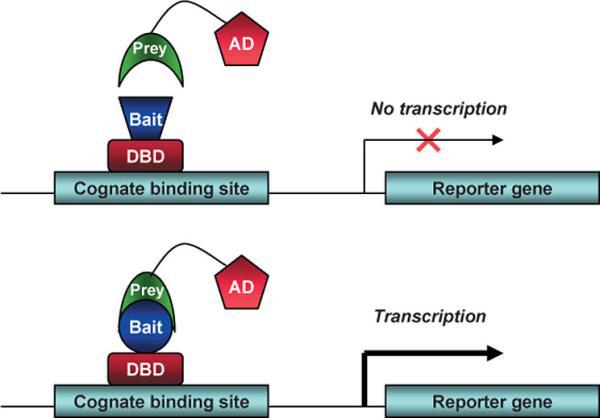 Prey
AD
No transcription
Bait
DBD
Cognate binding site
Reporter gene
Prey
AD
Transcription
Bait
DBD
Cognate binding site
Reporter gene